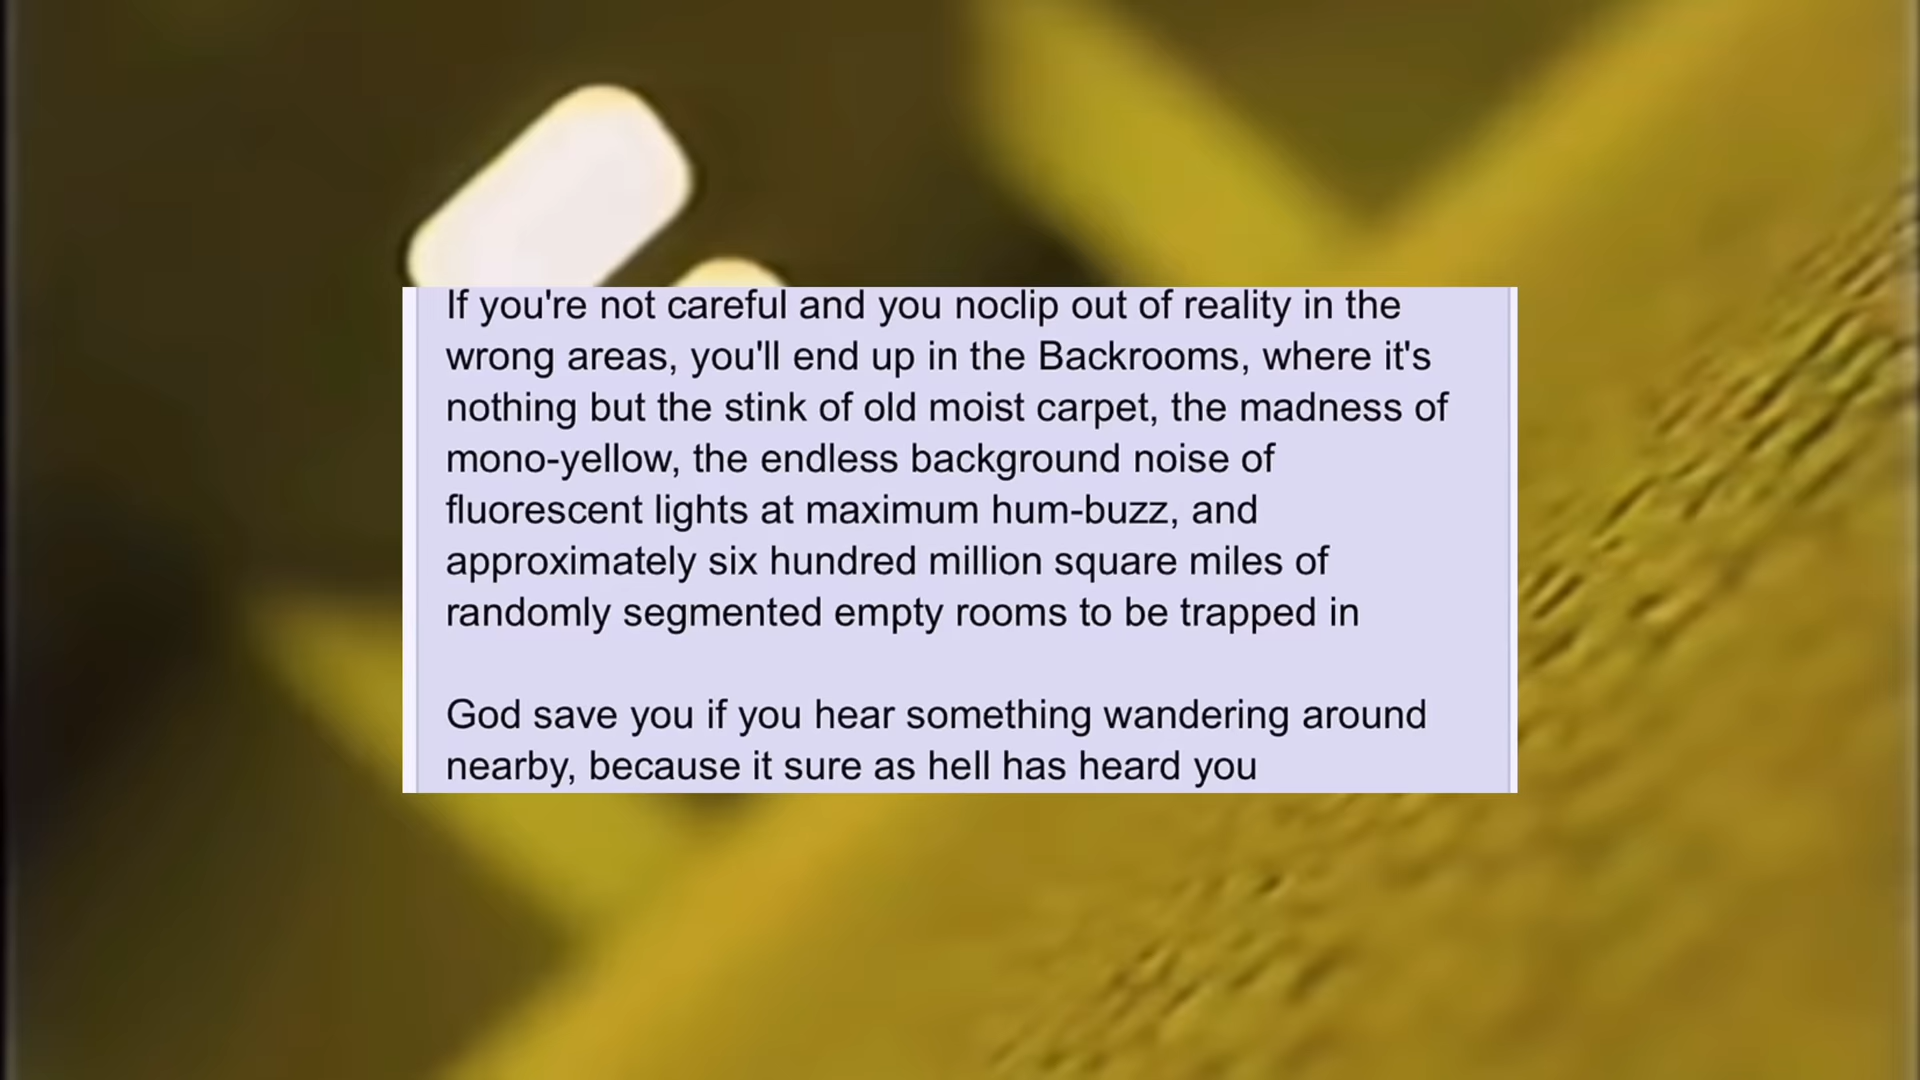 If you're not careful and you noclip out of reality in the
wrong areas, you'll end up in the Backrooms, where it's
nothing but the stink of old moist carpet, the madness of
mono-yellow, the endless background noise of
fluorescent lights at maximum hum-buzz, and
approximately six hundred million square miles of
randomly segmented empty rooms to be trapped in
God save you if you hear something wandering around
nearby, because it sure as hell has heard you